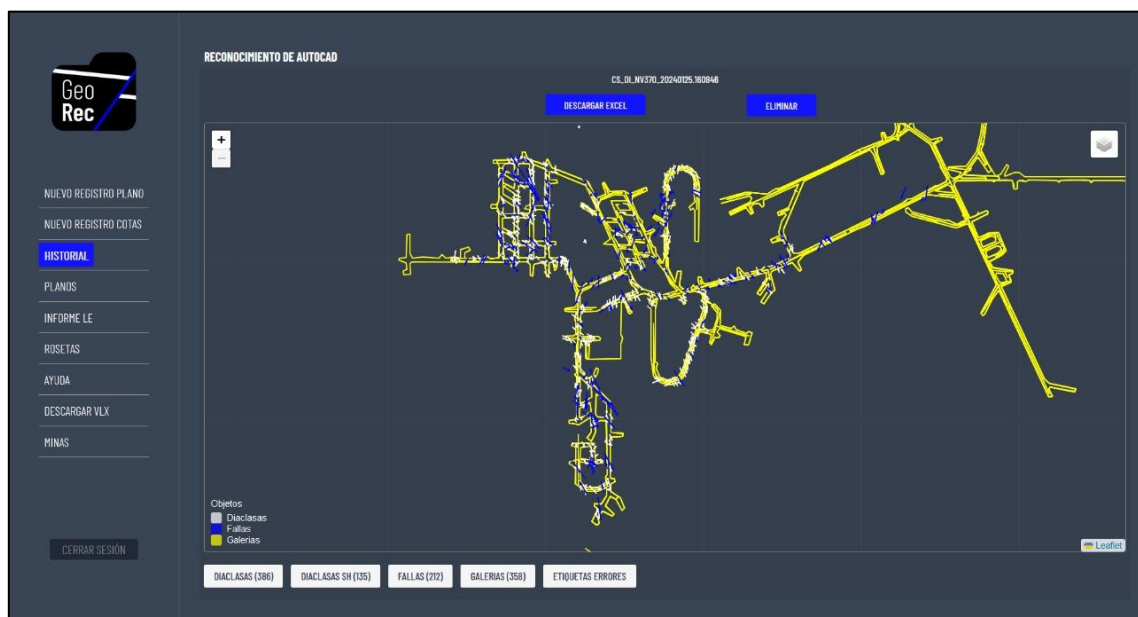 Geo
Rec
RECONOCIMIENTO DE AUTOCAD
CS_DI_NV370_20240125.160846
DESCARGAR EXCEL
ELIMINAR
NUEVO REGISTRO PLANO
NUEVO REGISTRO COTAS
HISTORIAL
PLANOS
INFORME LE
ROSETAS
AYUDA
DESCARGAR VLX
MINAS
CERRAR SESIÓN
+
−
4
Objetos
Diaclasas
Fallas
Galerias
Leaflet
DIACLASAS (386)
DIACLASAS SH (135)
FALLAS (212)
GALERIAS (358)
ETIQUETAS ERRORES